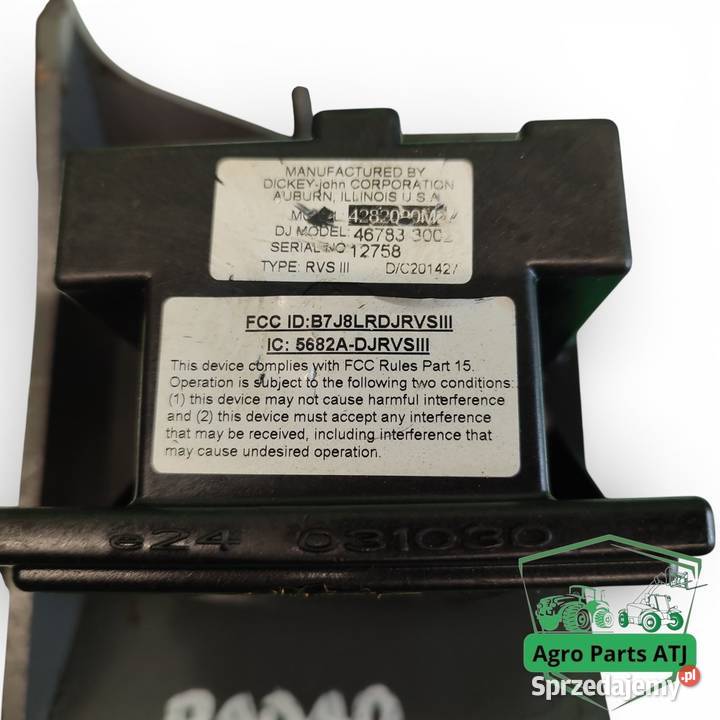 MANUFACTURED BY
DICKEY-john CORPORATION
AUBURN, ILLINOIS U S A
DJ MODEL: 46783 3002
SERIAL NO 12758
TYPE: RVS III D/C201427
FCC ID:B7J8LRDJRVSIII
IC: 5682A-DJRVSIII
This device complies with FCC Rules Part 15.
Operation is subject to the following two conditions:
(1) this device may not cause harmful interference
and (2) this device must accept any interference
that may be received, including interference that
may cause undesired operation.
624 031030
Agro Parts ATJ
Sprzedajemy.pl